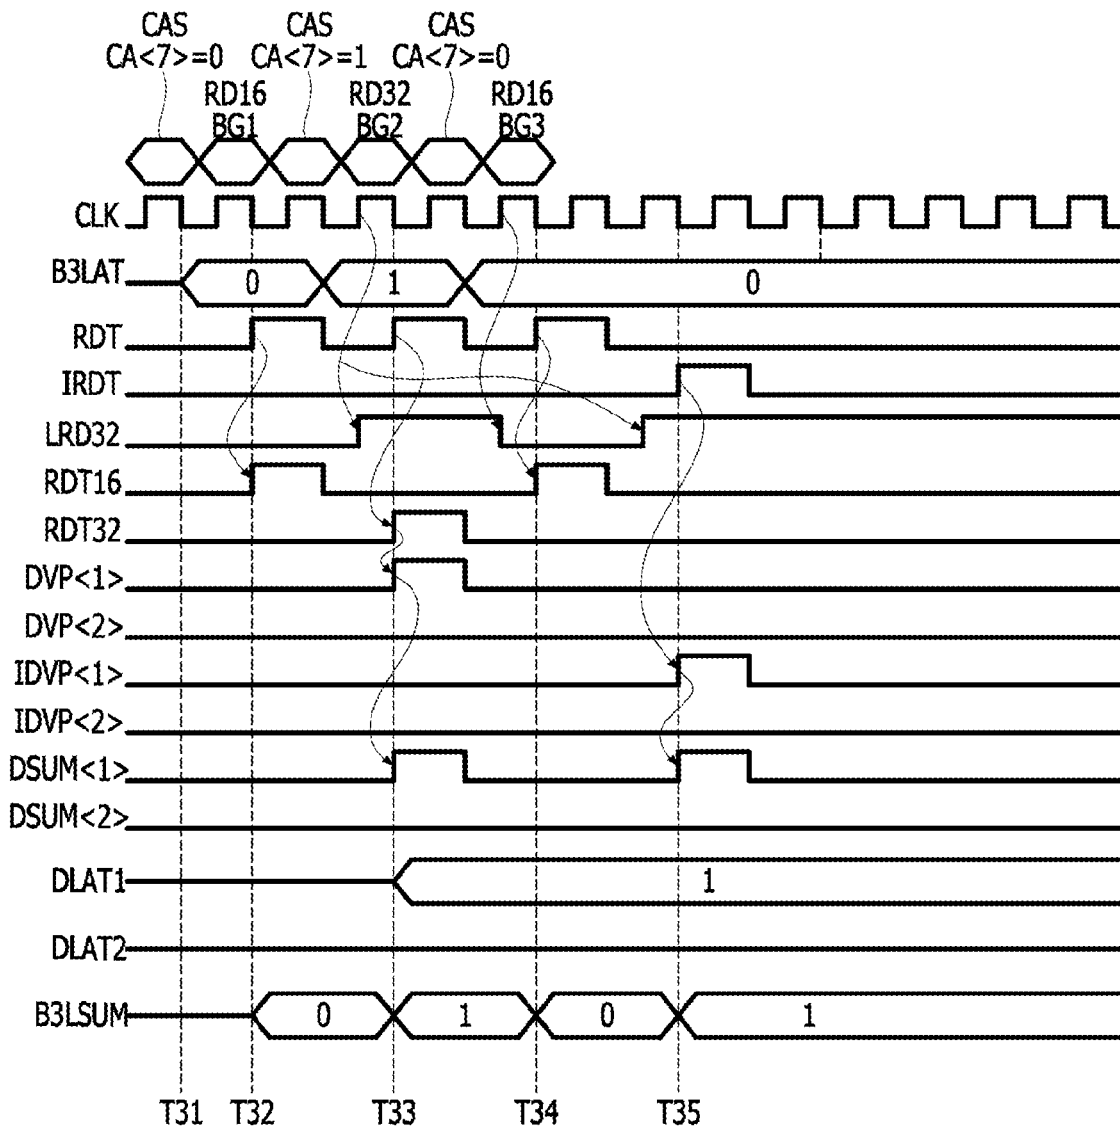 CAS CAS CAS
CA<7>=0 CA<7>=1 CA<7>=0
RD16 RD32 RD16
BG1 BG2 BG3
CLK
B3LAT 0 1 0
RDT
IRDT
LRD32
RDT16
RDT32
DVP<1>
DVP<2>
IDVP<1>
IDVP<2>
DSUM<1>
DSUM<2>
DLAT1 1
DLAT2
B3LSUM 0 1 0 1
T31 T32 T33 T34 T35